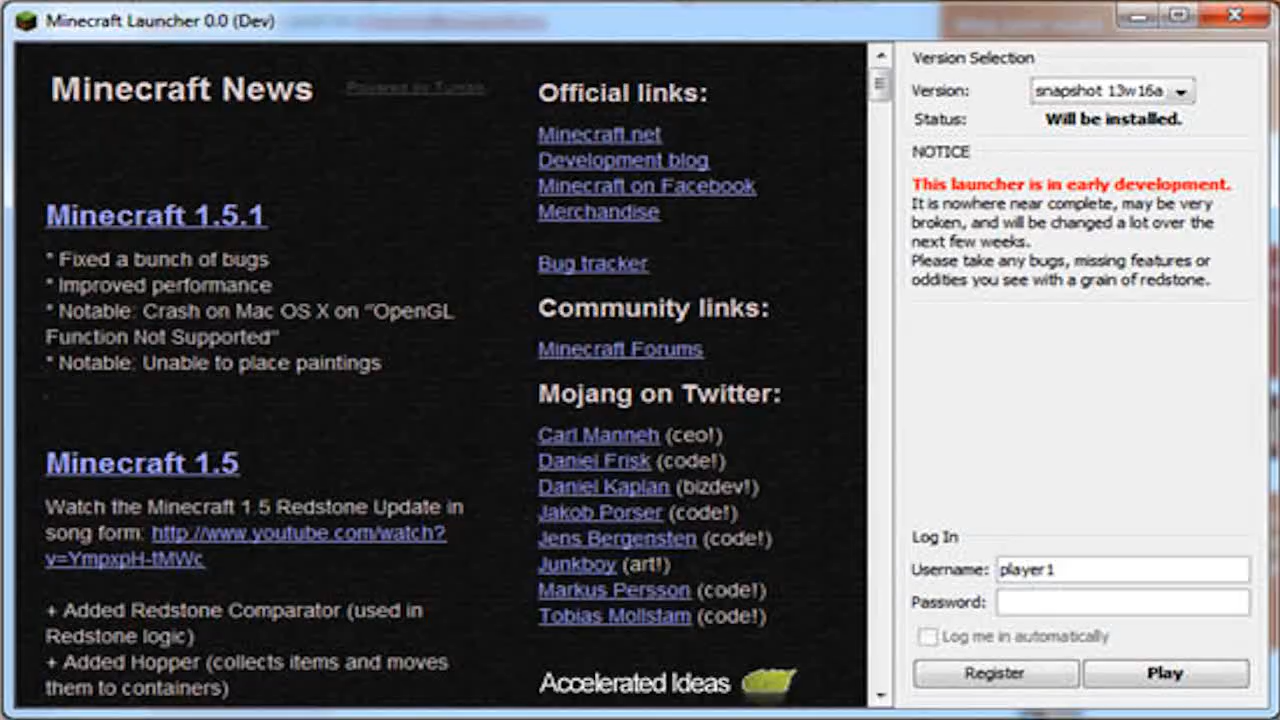 Minecraft Launcher 0.0 (Dev)
Minecraft News
Powered by Tumblr
Minecraft 1.5.1
* Fixed a bunch of bugs
* Improved performance
* Notable: Crash on Mac OS X on "OpenGL
Function Not Supported"
* Notable: Unable to place paintings
Minecraft 1.5
Watch the Minecraft 1.5 Redstone Update in
song form: http://www.youtube.com/watch?
v=YmpxpH-tMWc
+ Added Redstone Comparator (used in
Redstone logic)
+ Added Hopper (collects items and moves
them to containers)
Official links:
Minecraft.net
Development blog
Minecraft on Facebook
Merchandise
Bug tracker
Community links:
Minecraft Forums
Mojang on Twitter:
Carl Manneh (ceo!)
Daniel Frisk (code!)
Daniel Kaplan (bizdev!)
Jakob Porser (code!)
Jens Bergensten (code!)
Junkboy (art!)
Markus Persson (code!)
Tobias Mollstam (code!)
Accelerated Ideas
Version Selection
Version: snapshot 13w16a
Status: Will be installed.
NOTICE
This launcher is in early development.
It is nowhere near complete, may be very
broken, and will be changed a lot over the
next few weeks.
Please take any bugs, missing features or
oddities you see with a grain of redstone.
Log In
Username: player1
Password:
Log me in automatically
Register Play